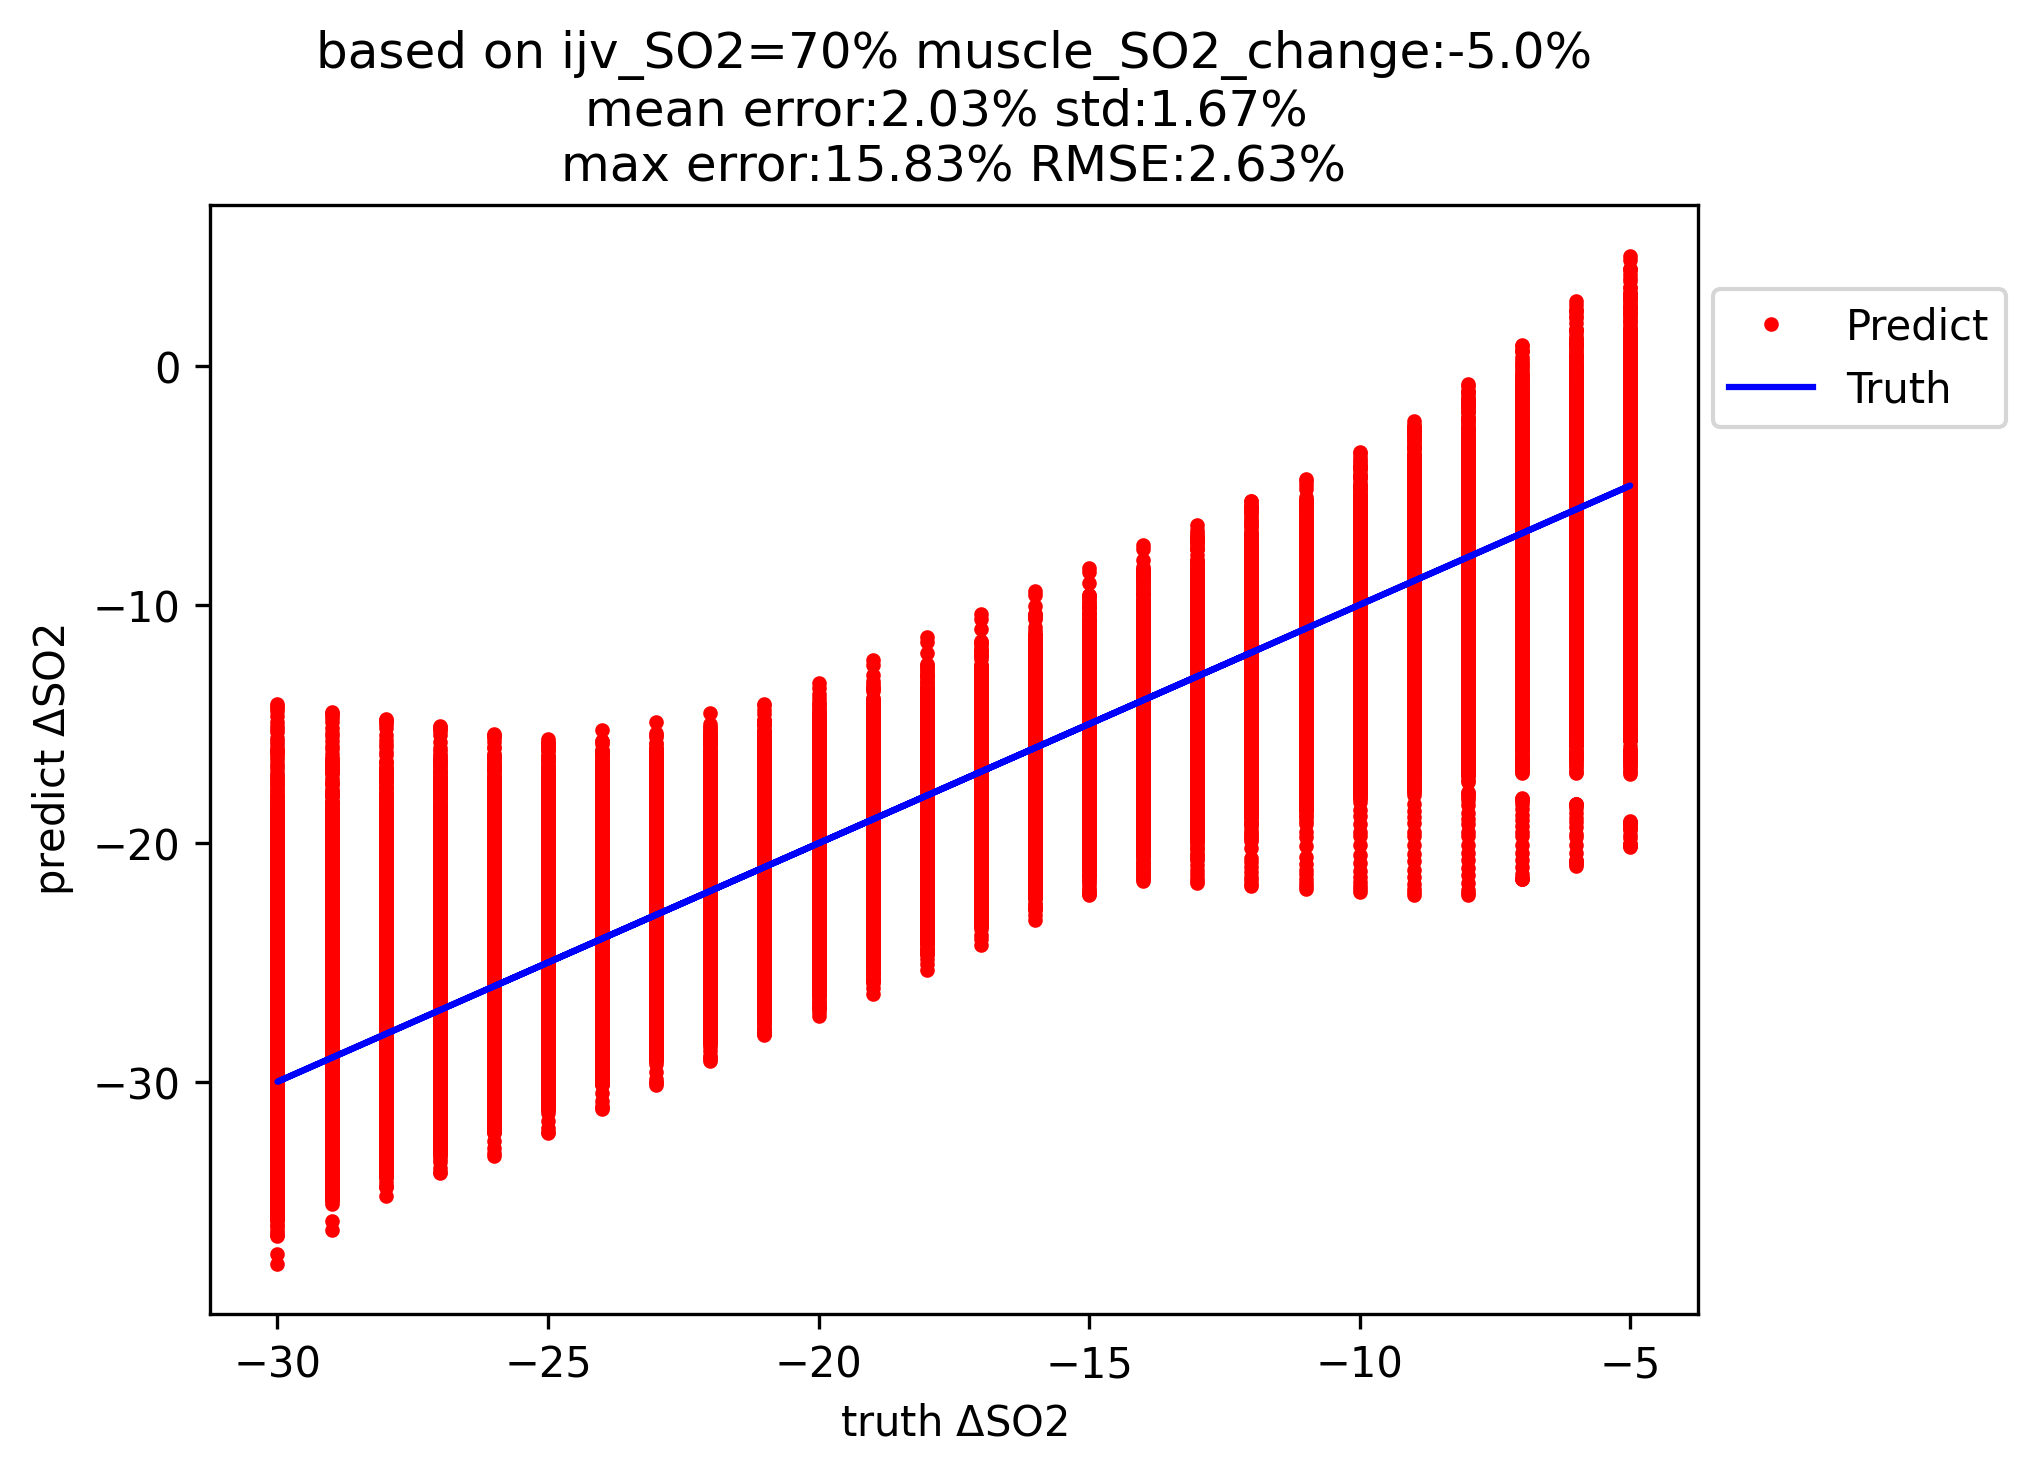 based on ijv_SO2=70% muscle_SO2_change:-5.0%
mean error:2.03% std:1.67%
max error:15.83% RMSE:2.63%
Predict
Truth
0
−10
−20
−30
predict ΔSO2
−30
−25
−20
−15
−10
−5
truth ΔSO2